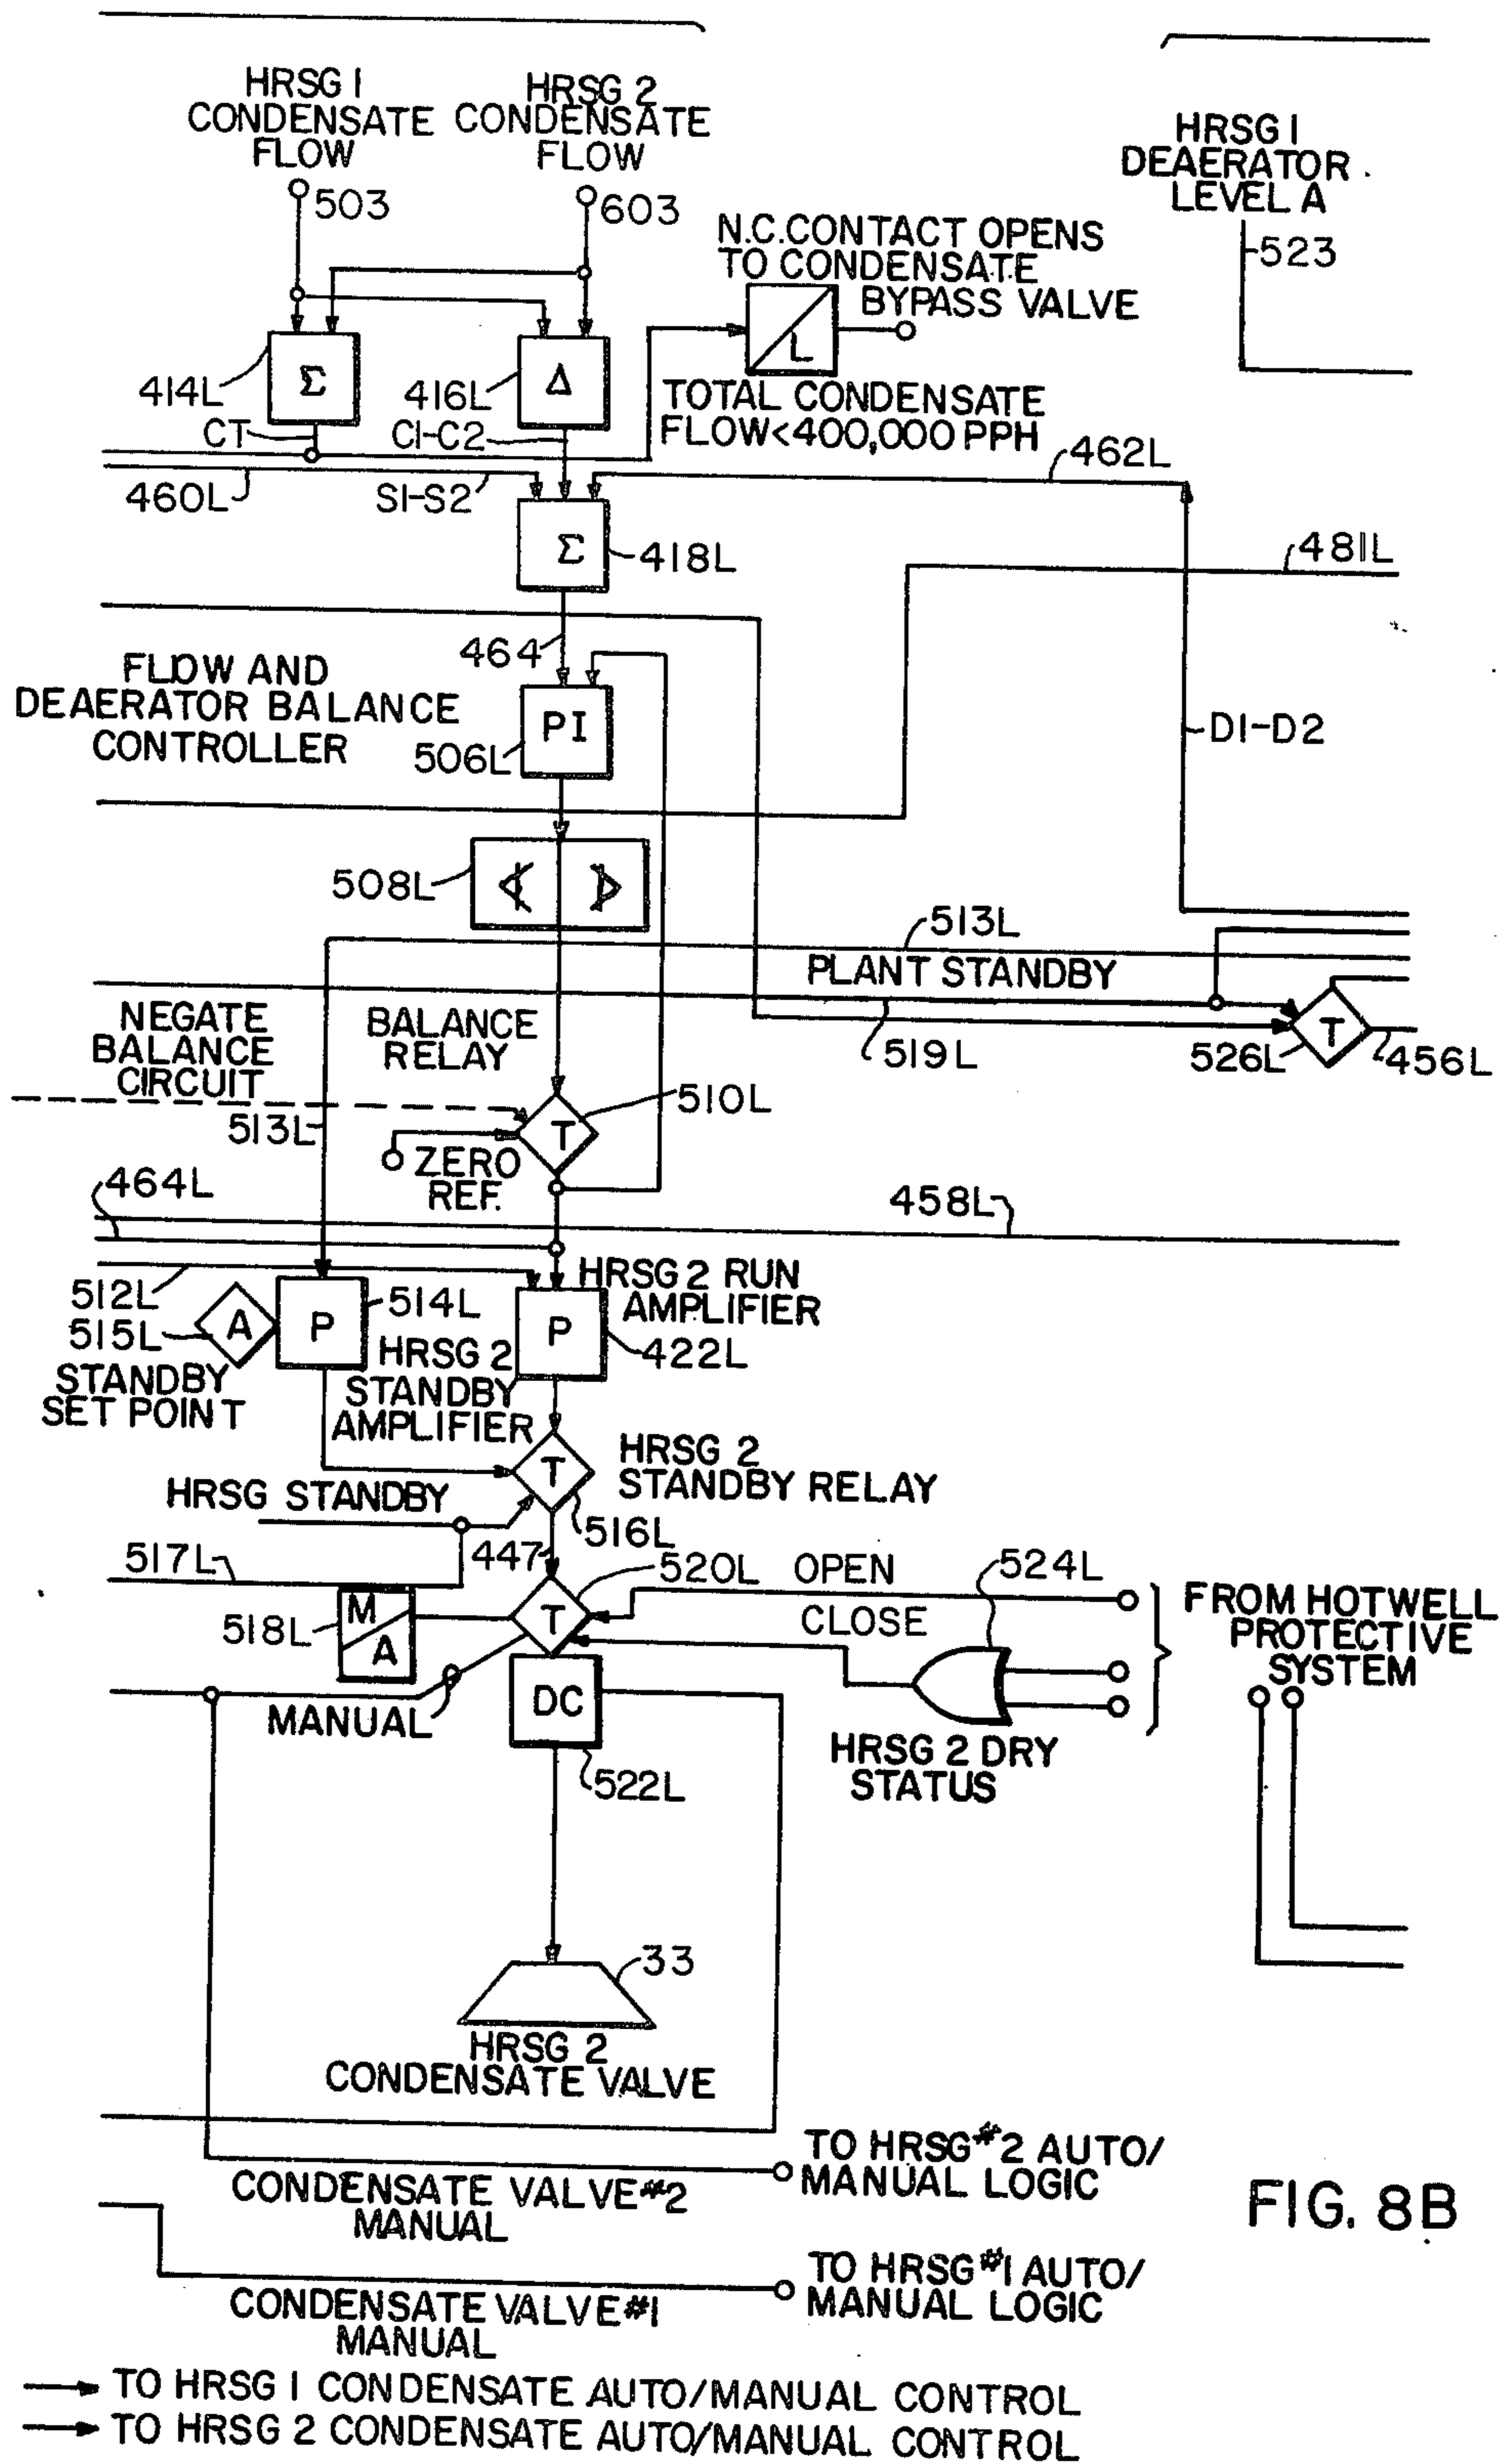 HRSG 1
CONDENSATE
FLOW
503
HRSG 2
CONDENSATE
FLOW
603
HRSG 1
DEAERATOR
LEVEL A
523
N.C. CONTACT OPENS
TO CONDENSATE
BYPASS VALVE
L
TOTAL CONDENSATE
FLOW<400,000 PPH
414L
Σ
416L
Δ
CT
C1-C2
460L
S1-S2
462L
Σ
418L
481L
464
FLOW AND
DEAERATOR BALANCE
CONTROLLER
PI
506L
D1-D2
508L
513L
PLANT STANDBY
519L
T
526L
456L
NEGATE
BALANCE
CIRCUIT
BALANCE
RELAY
510L
T
513L
ZERO
REF.
464L
458L
512L
HRSG 2 RUN
AMPLIFIER
A
515L
P
514L
P
422L
STANDBY
SET POINT
HRSG 2
STANDBY
AMPLIFIER
T
HRSG 2
STANDBY RELAY
HRSG STANDBY
516L
517L
447
520L
OPEN
524L
CLOSE
M
A
518L
T
FROM HOTWELL
PROTECTIVE
SYSTEM
MANUAL
DC
522L
HRSG 2 DRY
STATUS
33
HRSG 2
CONDENSATE VALVE
TO HRSG #2 AUTO/
MANUAL LOGIC
CONDENSATE VALVE #2
MANUAL
FIG. 8B
TO HRSG #1 AUTO/
MANUAL LOGIC
CONDENSATE VALVE #1
MANUAL
TO HRSG 1 CONDENSATE AUTO/MANUAL CONTROL
TO HRSG 2 CONDENSATE AUTO/MANUAL CONTROL